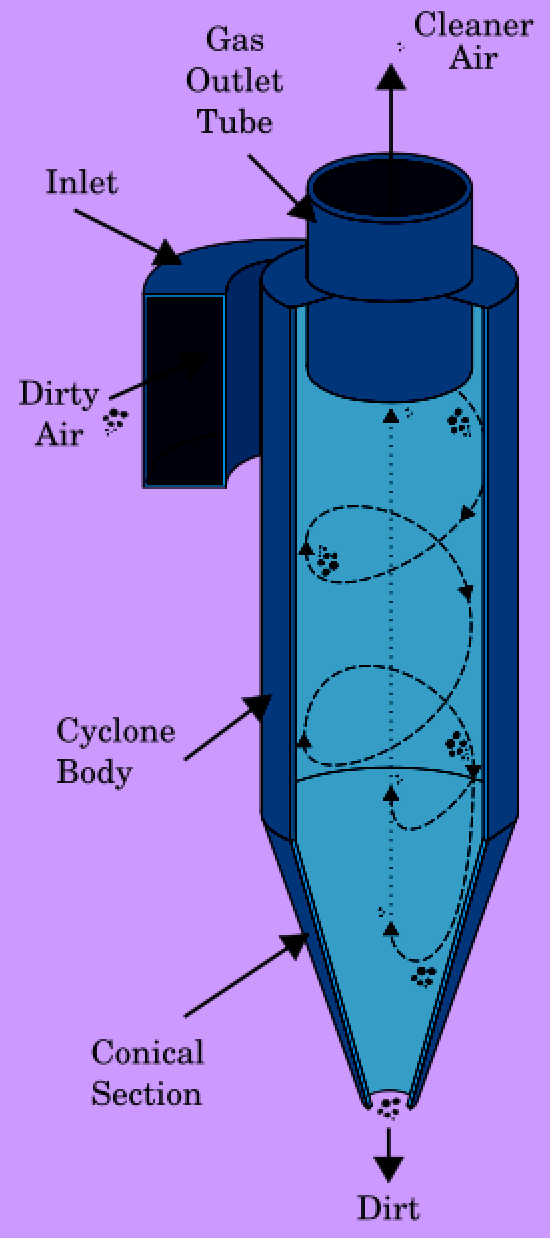 Cleaner
Air
Gas
Outlet
Tube
Inlet
Dirty
Air
Cyclone
Body
Conical
Section
Dirt